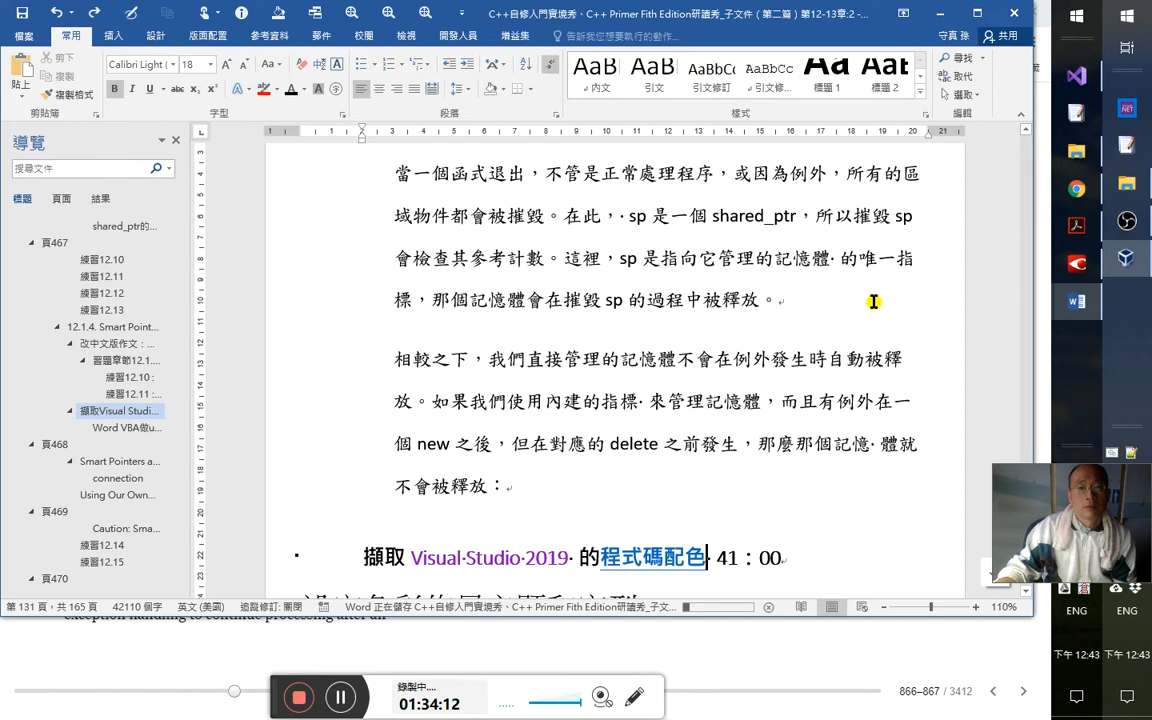 C++自修入門實境秀、C++ Primer Fith Edition研讀秀_子文件（第二篇）12-13章:2 -...
檔案 常用 插入 設計 版面配置 參考資料 郵件 校閱 檢視 開發人員 增益集 告訴我您想要執行的動作... 守真 孫 共用
貼上 剪下 複製 複製格式
Calibri Light ( 18
B I U abc x₂ x²
AaB AaB AaBbC AaBbCc AaB AaB
內文 引文 引文修訂 引文修... 標題 1 標題 2
尋找 取代 選取
剪貼簿 字型 段落 樣式 編輯
導覽
搜尋文件
標題 頁面 結果
shared_ptr的...
頁467
練習12.10
練習12.11
練習12.12
練習12.13
12.1.4. Smart Point...
改中文版作文：...
習題章節12.1....
練習12.10 :
練習12.11 :
擷取Visual Studi...
Word VBA做u...
頁468
Smart Pointers a...
connection
Using Our Own...
頁469
Caution: Sma...
練習12.14
練習12.15
頁470
當一個函式退出，不管是正常處理程序，或因為例外，所有的區
域物件都會被摧毀。在此，sp 是一個 shared_ptr，所以摧毀 sp
會檢查其參考計數。這裡，sp 是指向它管理的記憶體 的唯一指
標，那個記憶體會在摧毀 sp 的過程中被釋放。
相較之下，我們直接管理的記憶體不會在例外發生時自動被釋
放。如果我們使用內建的指標 來管理記憶體，而且有例外在一
個 new 之後，但在對應的 delete 之前發生，那麼那個記憶 體就
不會被釋放：
擷取 Visual Studio 2019 的程式碼配色 41：00
第 131 頁，共 165 頁 42110 個字 英文 (美國) 追蹤修訂: 關閉 Word 正在儲存 C++自修入門實境秀、C++ Primer Fith Edition研讀秀_子文... 110%
exception handling to continue processing after an
錄製中....
01:34:12
866–867 / 3412
ENG ENG
下午 12:43 下午 12:43